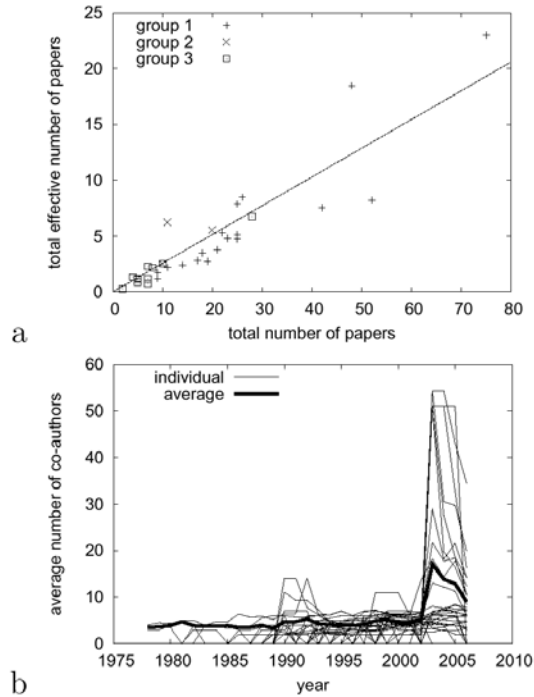 25
20
15
10
5
0
total effective number of papers
group 1
group 2
group 3
0 10 20 30 40 50 60 70 80
total number of papers
a
60
50
40
30
20
10
0
average number of co-authors
individual
average
1975 1980 1985 1990 1995 2000 2005 2010
year
b